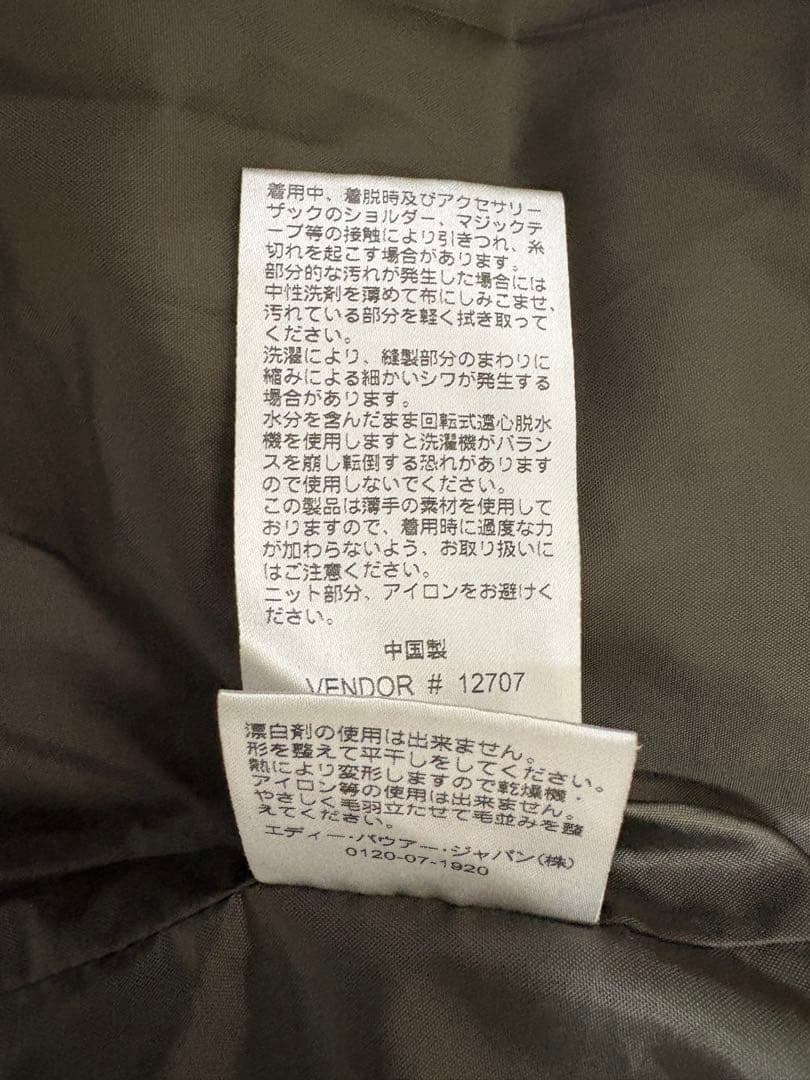 着用中、着脱時及びアクセサリー
ザックのショルダー、マジックテ
ープ等の接触により引きつれ、糸
切れを起こす場合があります。
部分的な汚れが発生した場合には
中性洗剤を薄めて布にしみこませ、
汚れている部分を軽く拭き取って
ください。
洗濯により、縫製部分のまわりに
縮みによる細かいシワが発生する
場合があります。
水分を含んだまま回転式遠心脱水
機を使用しますと洗濯機がバラン
スを崩し転倒する恐れがあります
ので使用しないでください。
この製品は薄手の素材を使用して
おりますので、着用時に過度な力
が加わらないよう、お取り扱いに
はご注意ください。
ニット部分、アイロンをお避けく
ださい。
中国製
VENDOR # 12707
漂白剤の使用は出来ません。
形を整えて平干しをしてください。
熱により変形しますので乾燥機・
アイロン等の使用は出来ません。
やさしく毛羽立たせて毛並みを整
えてください。
エディー・バウアー・ジャパン(株)
0120-07-1920